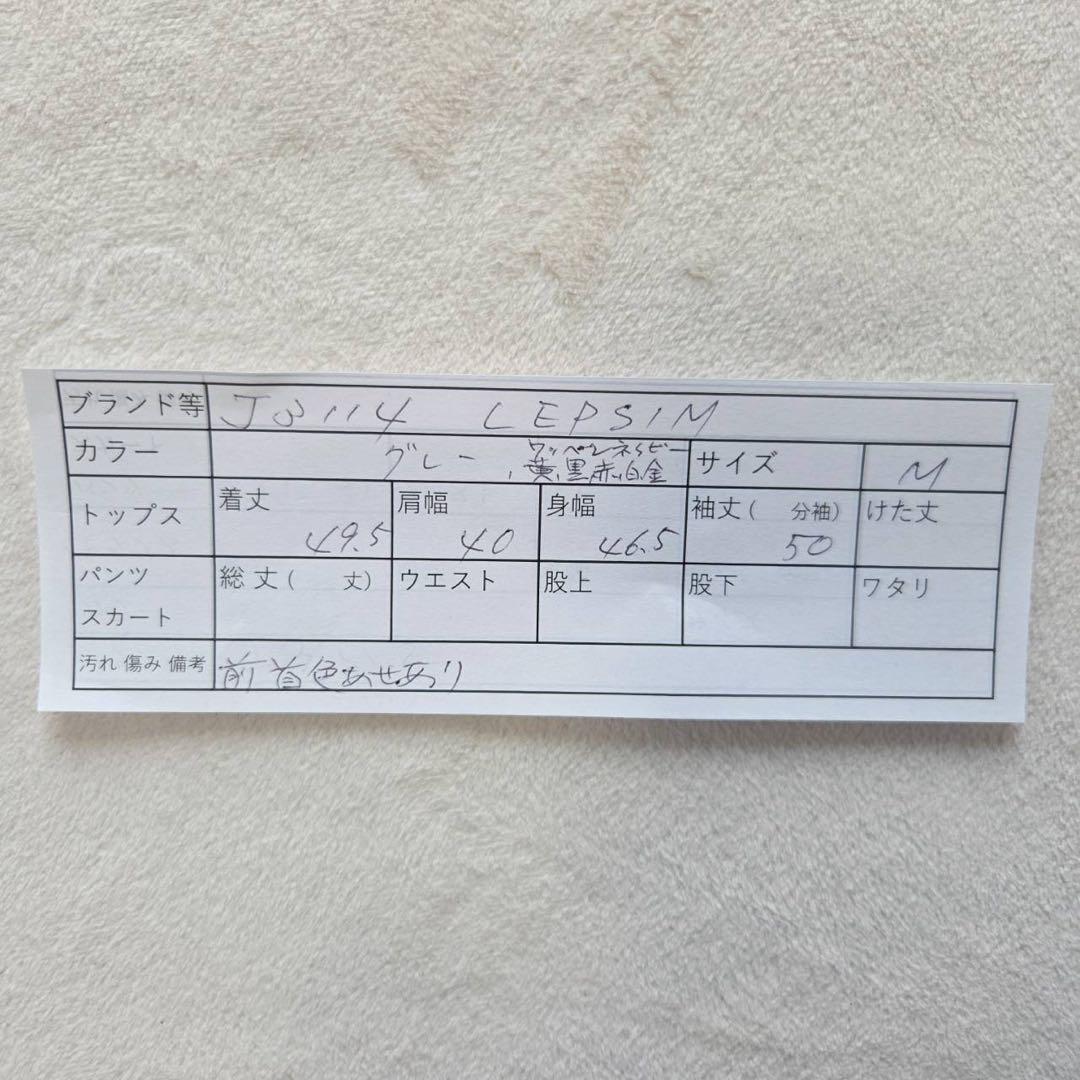 ブランド等 J3114 LEPSIM
カラー グレー、ワッペンネイビー
黄、黒、赤、白、金 サイズ M
トップス 着丈 49.5 肩幅 40 身幅 46.5 袖丈( 分袖) 50 けた丈
パンツ
スカート 総丈( 丈) ウエスト 股上 股下 ワタリ
汚れ 傷み 備考 前首色あせあり